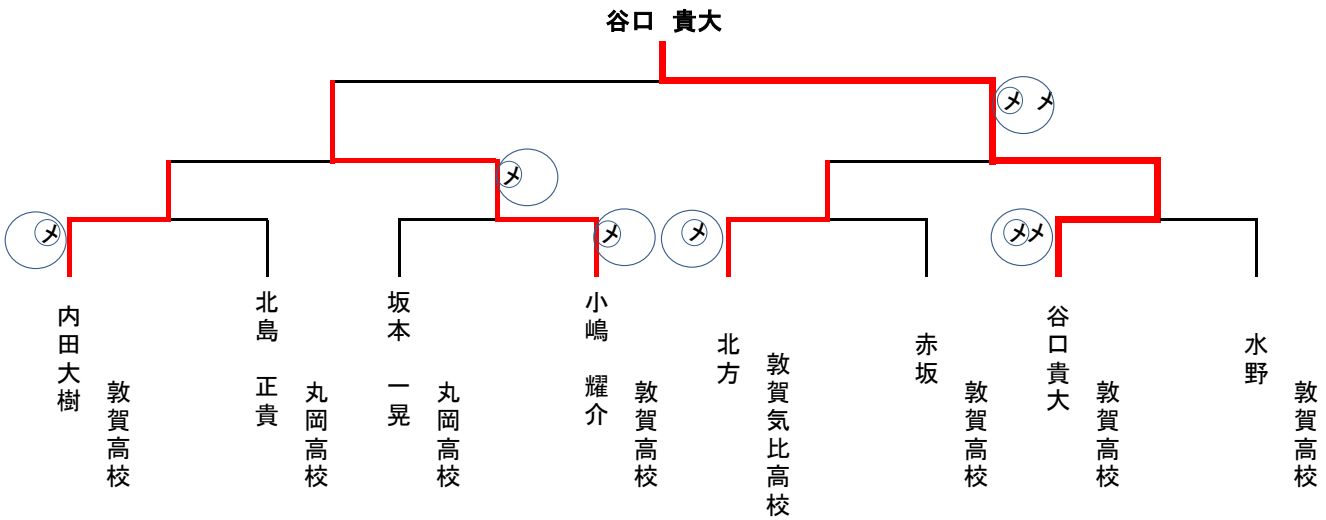 谷口 貴大
メ メ
メ
メ
メ
メ
メメ
内田大樹
敦賀高校
北島 正貴
丸岡高校
坂本 一晃
丸岡高校
小嶋 耀介
敦賀高校
北方
敦賀気比高校
赤坂
敦賀高校
谷口貴大
敦賀高校
水野
敦賀高校